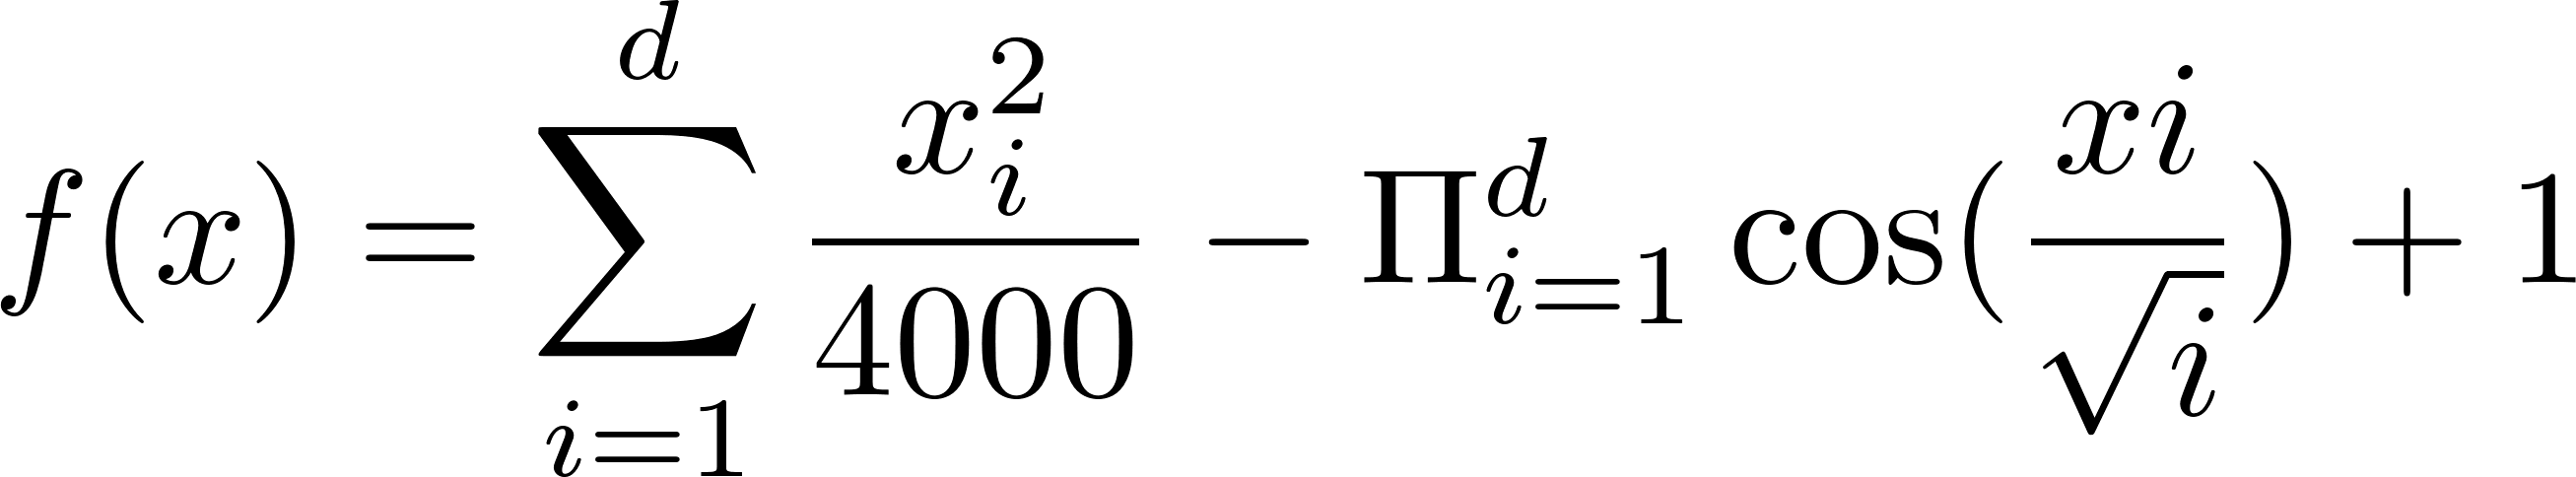 f(x) = \sum_{i=1}^{d} \frac{x_i^2}{4000} - \Pi_{i=1}^{d} \cos(\frac{xi}{\sqrt{i}}) + 1